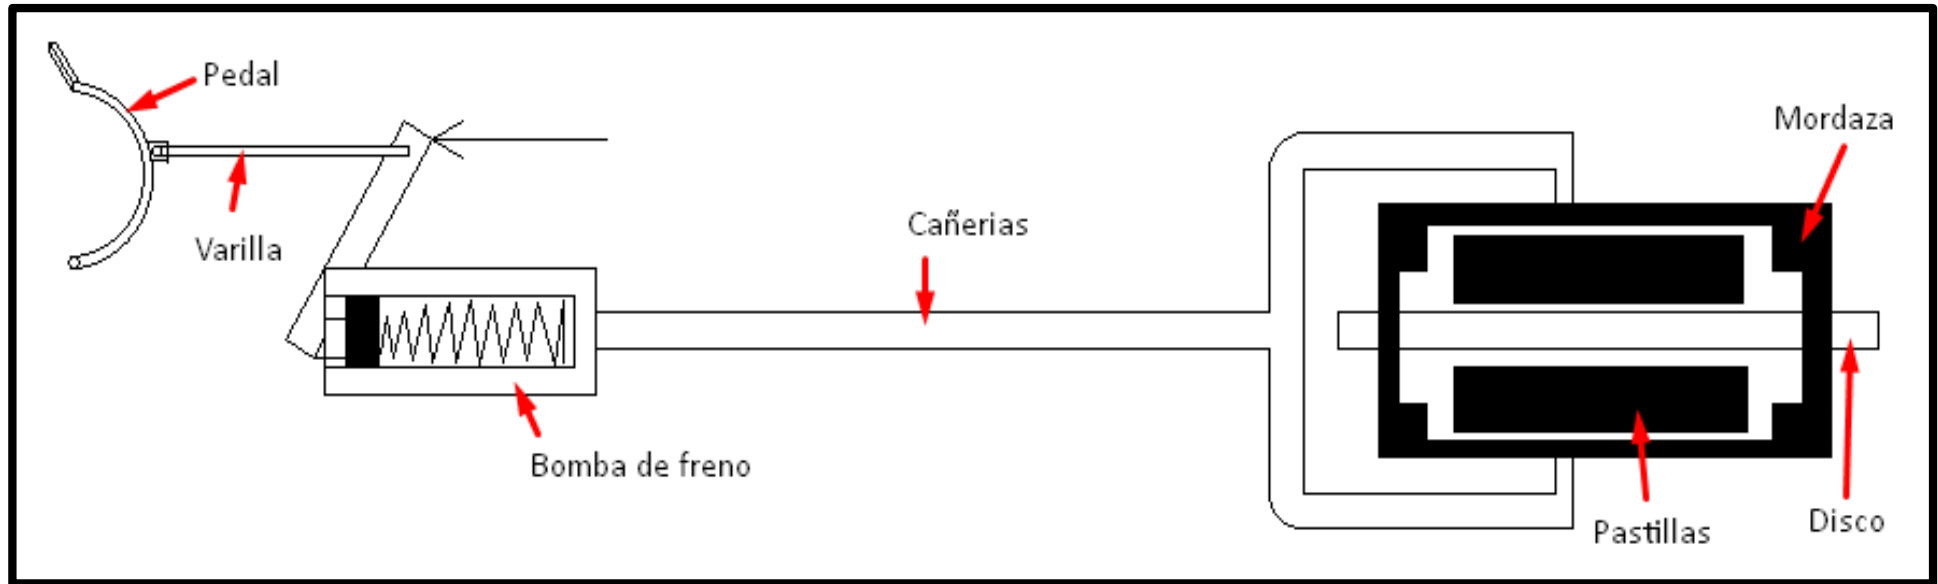 Pedal
Mordaza
Cañerias
Varilla
Bomba de freno
Disco
Pastillas